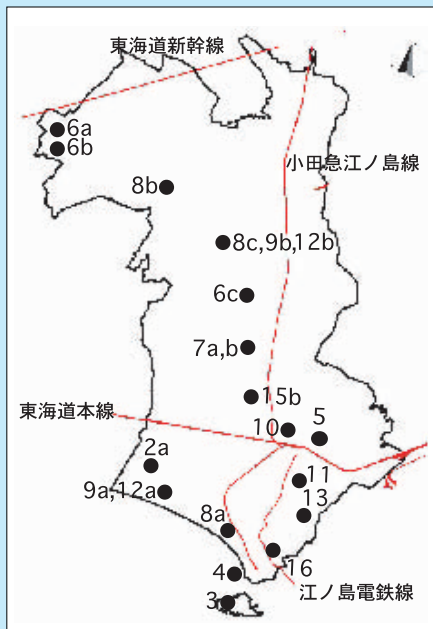 東海道新幹線
6a
6b
小田急江ノ島線
8b
8c,9b,12b
6c
7a,b
15b
東海道本線
10
5
2a
11
9a,12a
13
8a
16
4
江ノ島電鉄線
3